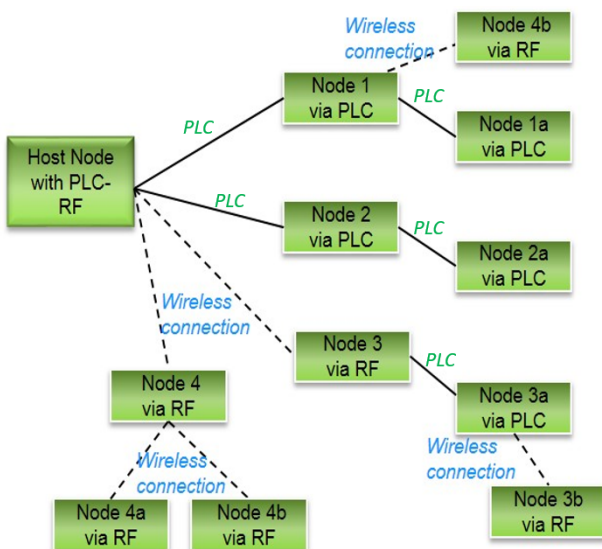 Wireless
connection
Node 4b
via RF
Node 1
via PLC
PLC
PLC
Node 1a
via PLC
Host Node
with PLC-
RF
PLC
Node 2
via PLC
PLC
Node 2a
via PLC
Wireless
connection
Node 3
via RF
PLC
Node 4
via RF
Node 3a
via PLC
Wireless
connection
Wireless
connection
Node 4a
via RF
Node 4b
via RF
Node 3b
via RF